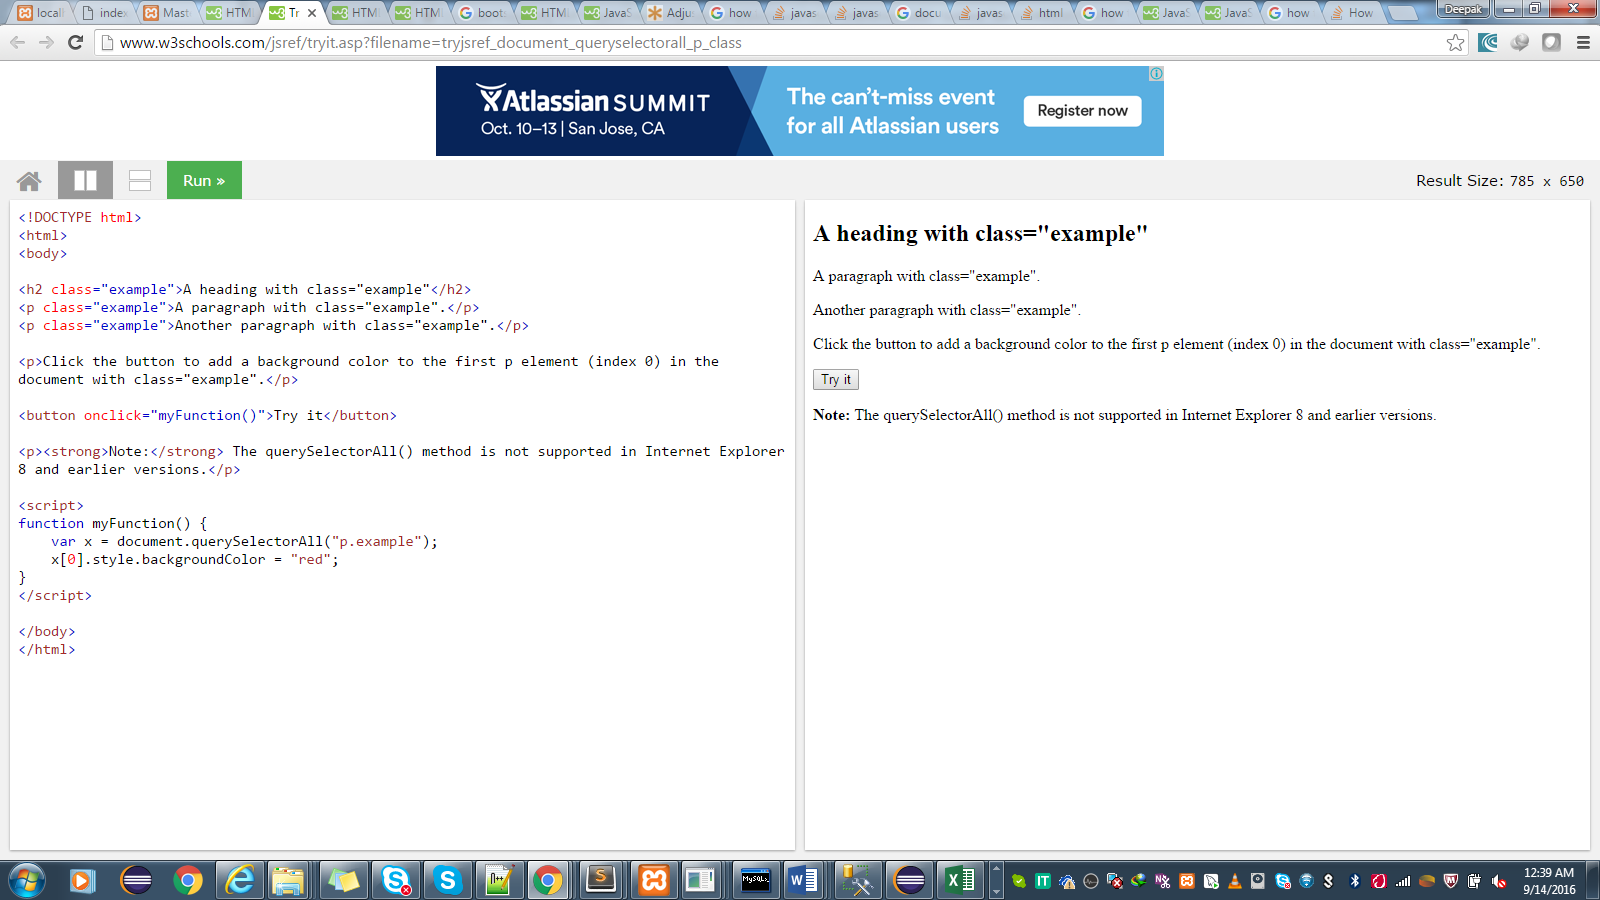 locall
index
Mast
HTML
Tr
HTML
HTML
boots
HTML
JavaS
Adju
how
javas
javas
docu
javas
html
how
JavaS
JavaS
how
How
Deepak
www.w3schools.com/jsref/tryit.asp?filename=tryjsref_document_queryselectorall_p_class
Atlassian SUMMIT
Oct. 10–13 | San Jose, CA
The can't-miss event
for all Atlassian users
Register now
Run »
Result Size: 785 x 650
<!DOCTYPE html>
<html>
<body>
<h2 class="example">A heading with class="example"</h2>
<p class="example">A paragraph with class="example".</p>
<p class="example">Another paragraph with class="example".</p>
<p>Click the button to add a background color to the first p element (index 0) in the
document with class="example".</p>
<button onclick="myFunction()">Try it</button>
<p><strong>Note:</strong> The querySelectorAll() method is not supported in Internet Explorer
8 and earlier versions.</p>
<script>
function myFunction() {
    var x = document.querySelectorAll("p.example");
    x[0].style.backgroundColor = "red";
}
</script>
</body>
</html>
A heading with class="example"
A paragraph with class="example".
Another paragraph with class="example".
Click the button to add a background color to the first p element (index 0) in the document with class="example".
Try it
Note: The querySelectorAll() method is not supported in Internet Explorer 8 and earlier versions.
12:39 AM
9/14/2016